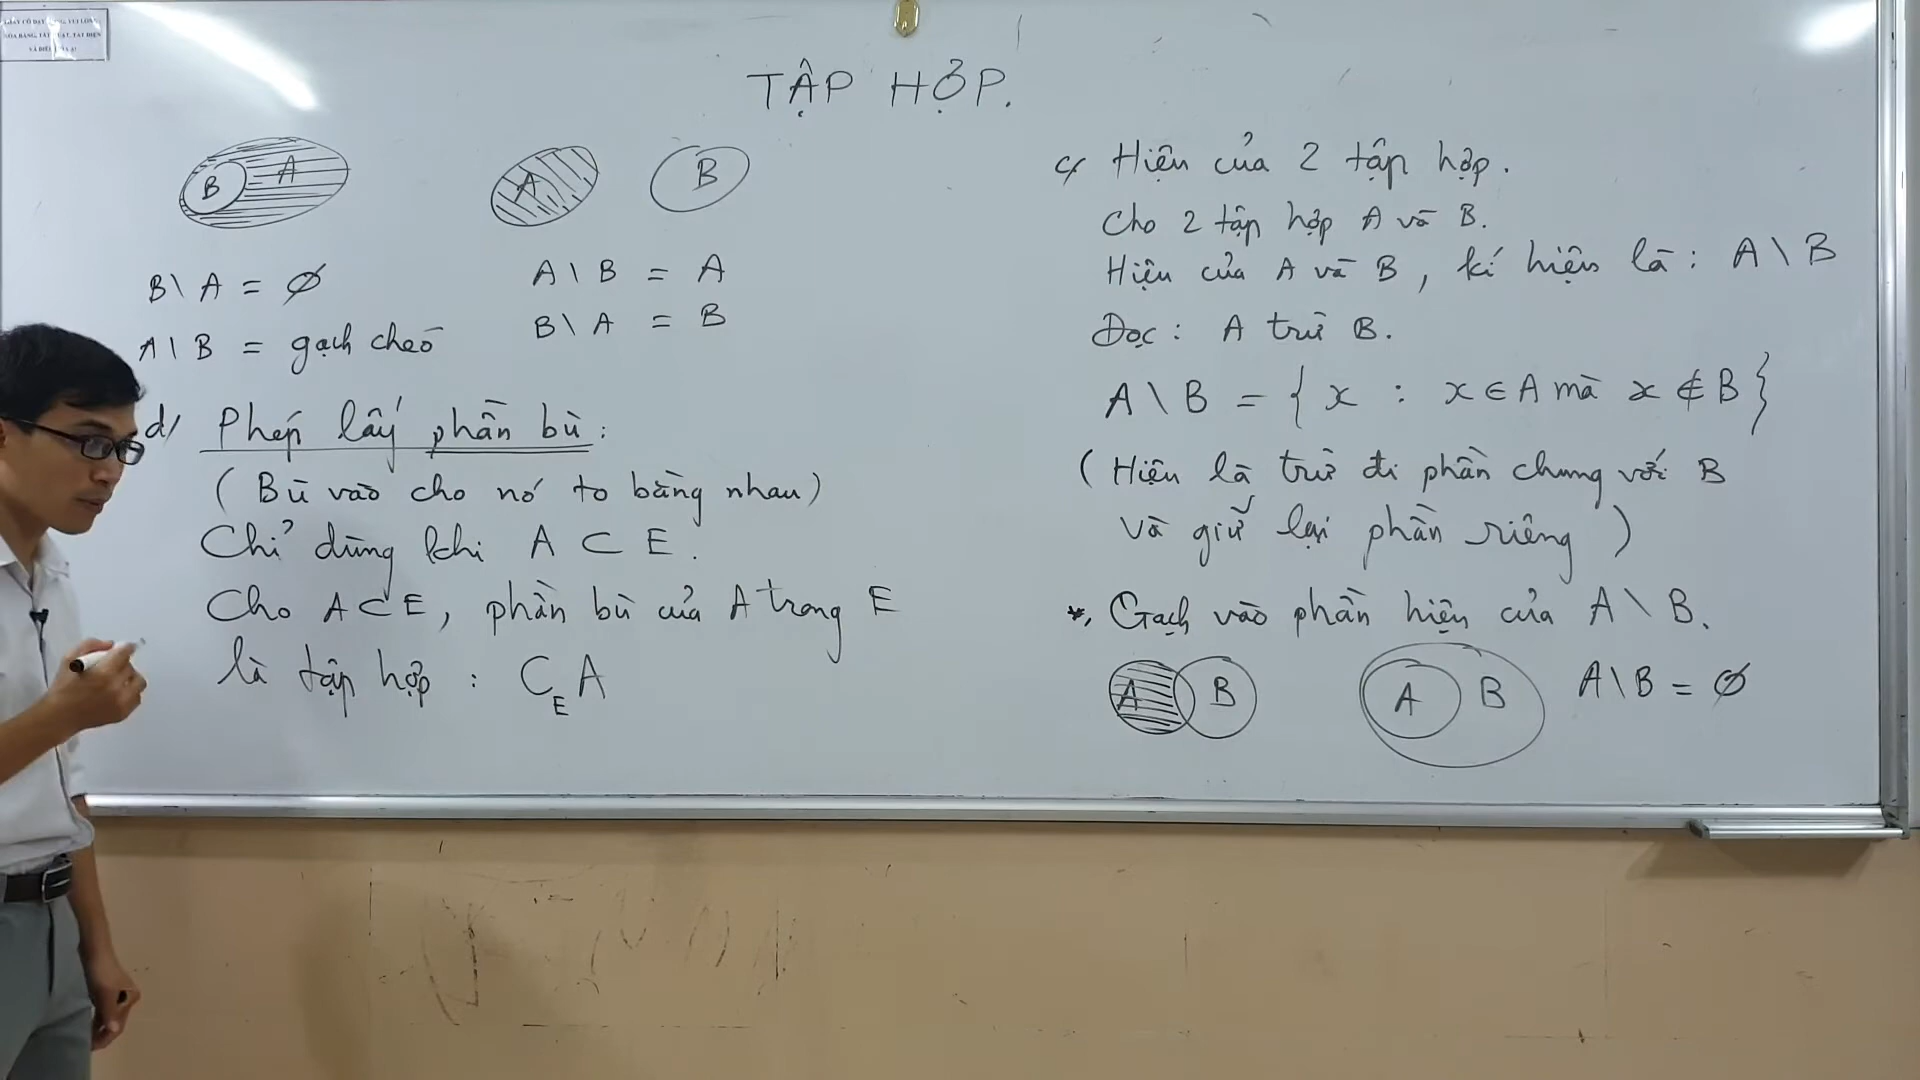 TẬP HỢP.
c/ Hiệu của 2 tập hợp.
Cho 2 tập hợp A và B.
Hiệu của A và B, kí hiệu là: A \ B
Đọc: A trừ B.
A \ B = { x : x ∈ A mà x ∉ B }
( Hiệu là trừ đi phần chung với B
và giữ lại phần riêng )
*, Gạch vào phần hiệu của A \ B.
A B
A B A \ B = ∅
B A
A B
B \ A = ∅
A \ B = gạch chéo
A \ B = A
B \ A = B
d/ Phép lấy phần bù:
( Bù vào cho nó to bằng nhau )
Chỉ dùng khi A ⊂ E.
Cho A ⊂ E, phần bù của A trong E
là tập hợp : C_E A